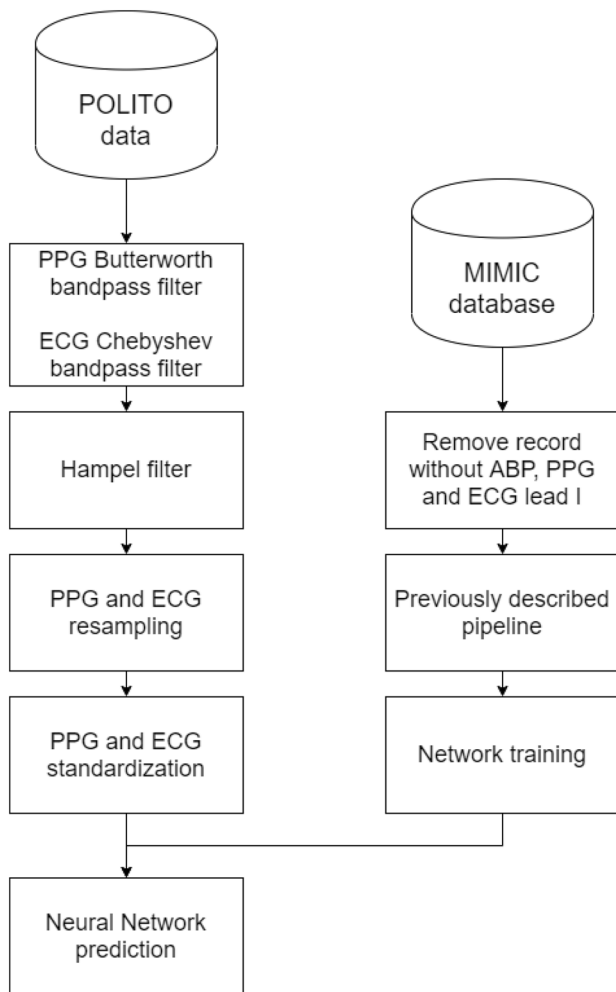 POLITO
data
PPG Butterworth
bandpass filter
ECG Chebyshev
bandpass filter
Hampel filter
PPG and ECG
resampling
PPG and ECG
standardization
MIMIC
database
Remove record
without ABP, PPG
and ECG lead I
Previously described
pipeline
Network training
Neural Network
prediction